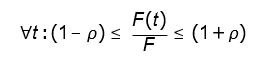 ∀t : (1 − ρ) ≤ F(t)/F ≤ (1 + ρ)